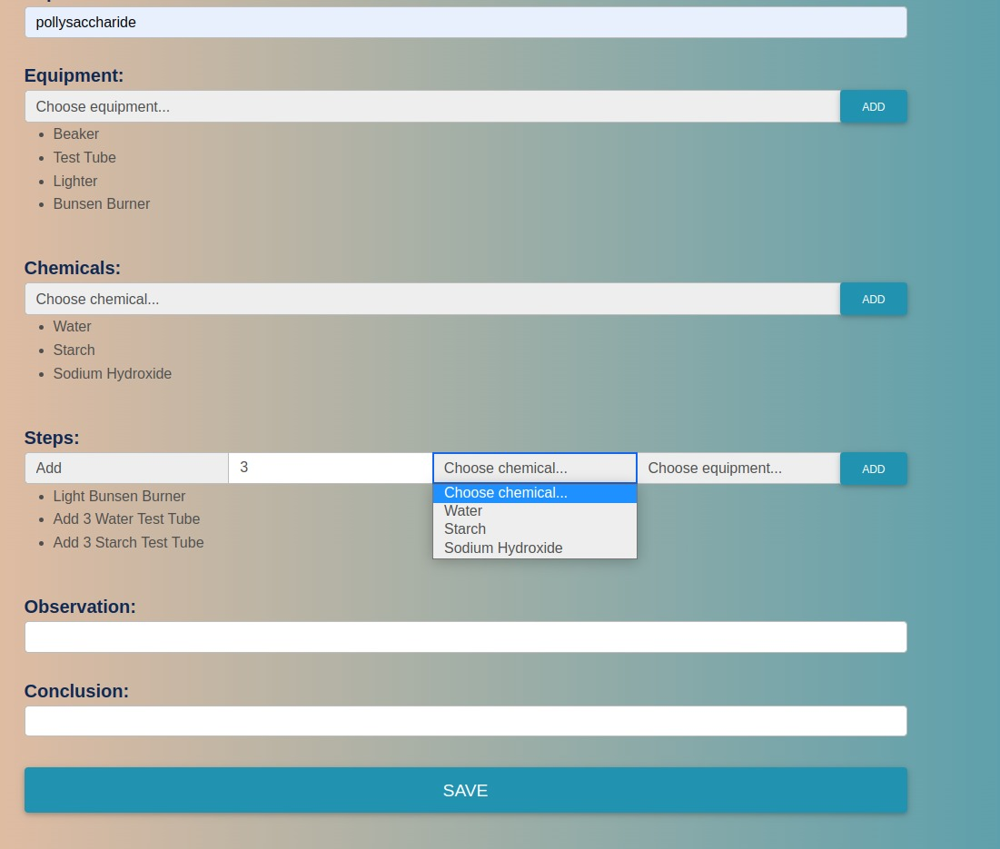 pollysaccharide
Equipment:
Choose equipment... ADD
Beaker
Test Tube
Lighter
Bunsen Burner
Chemicals:
Choose chemical... ADD
Water
Starch
Sodium Hydroxide
Steps:
Add 3 Choose chemical... Choose equipment... ADD
Choose chemical...
Water
Starch
Sodium Hydroxide
Light Bunsen Burner
Add 3 Water Test Tube
Add 3 Starch Test Tube
Observation:
Conclusion:
SAVE